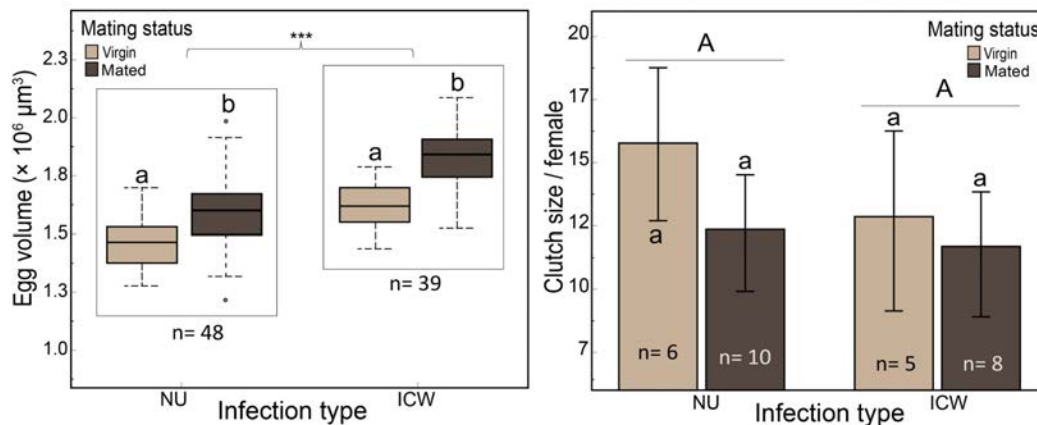 Mating status
Virgin
Mated
***
Egg volume (× 10⁶ µm³)
2.3
2.0
1.8
1.5
1.3
1.0
a
b
a
b
n= 48
n= 39
NU
ICW
Infection type
Mating status
Virgin
Mated
Clutch size / female
20
17
15
12
10
7
A
A
a
a
a
a
n= 6
n= 10
n= 5
n= 8
NU
ICW
Infection type